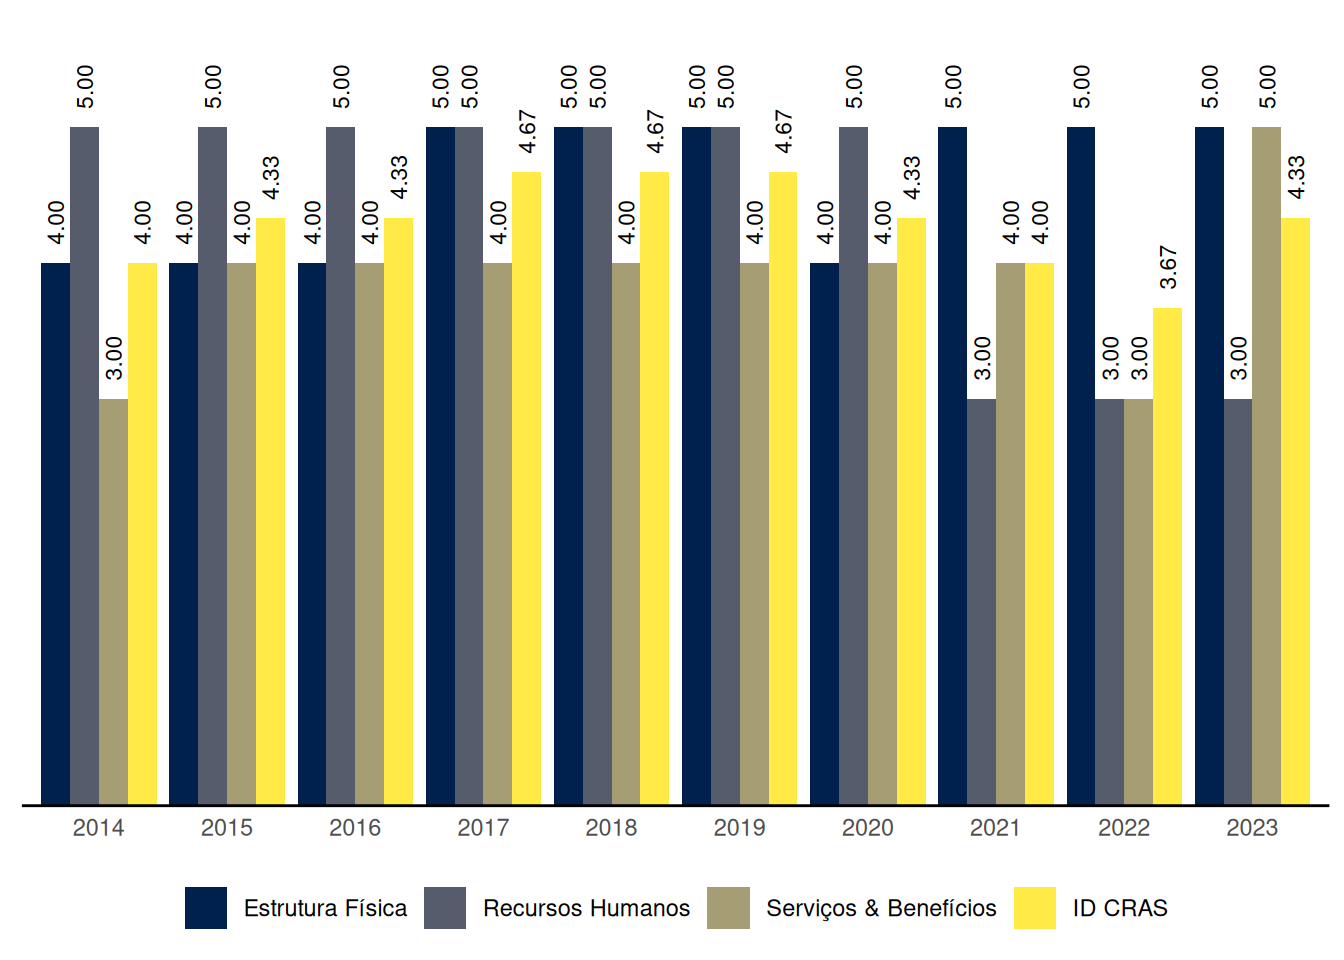 4.00 5.00 3.00 4.00 4.00 5.00 4.00 4.33 4.00 5.00 4.00 4.33 5.00 5.00 4.00 4.67 5.00 5.00 4.00 4.67 5.00 5.00 4.00 4.67 4.00 5.00 4.00 4.33 5.00 3.00 4.00 4.00 5.00 3.00 3.00 3.67 5.00 3.00 5.00 4.33
2014 2015 2016 2017 2018 2019 2020 2021 2022 2023
Estrutura Física Recursos Humanos Serviços & Benefícios ID CRAS